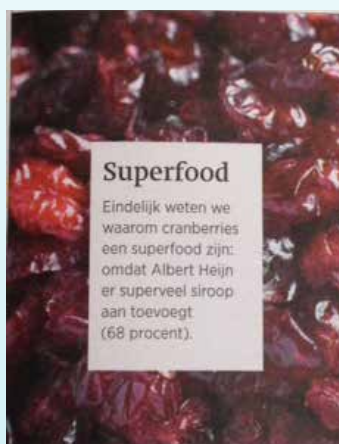 Superfood
Eindelijk weten we
waarom cranberries
een superfood zijn:
omdat Albert Heijn
er superveel siroop
aan toevoegt
(68 procent).